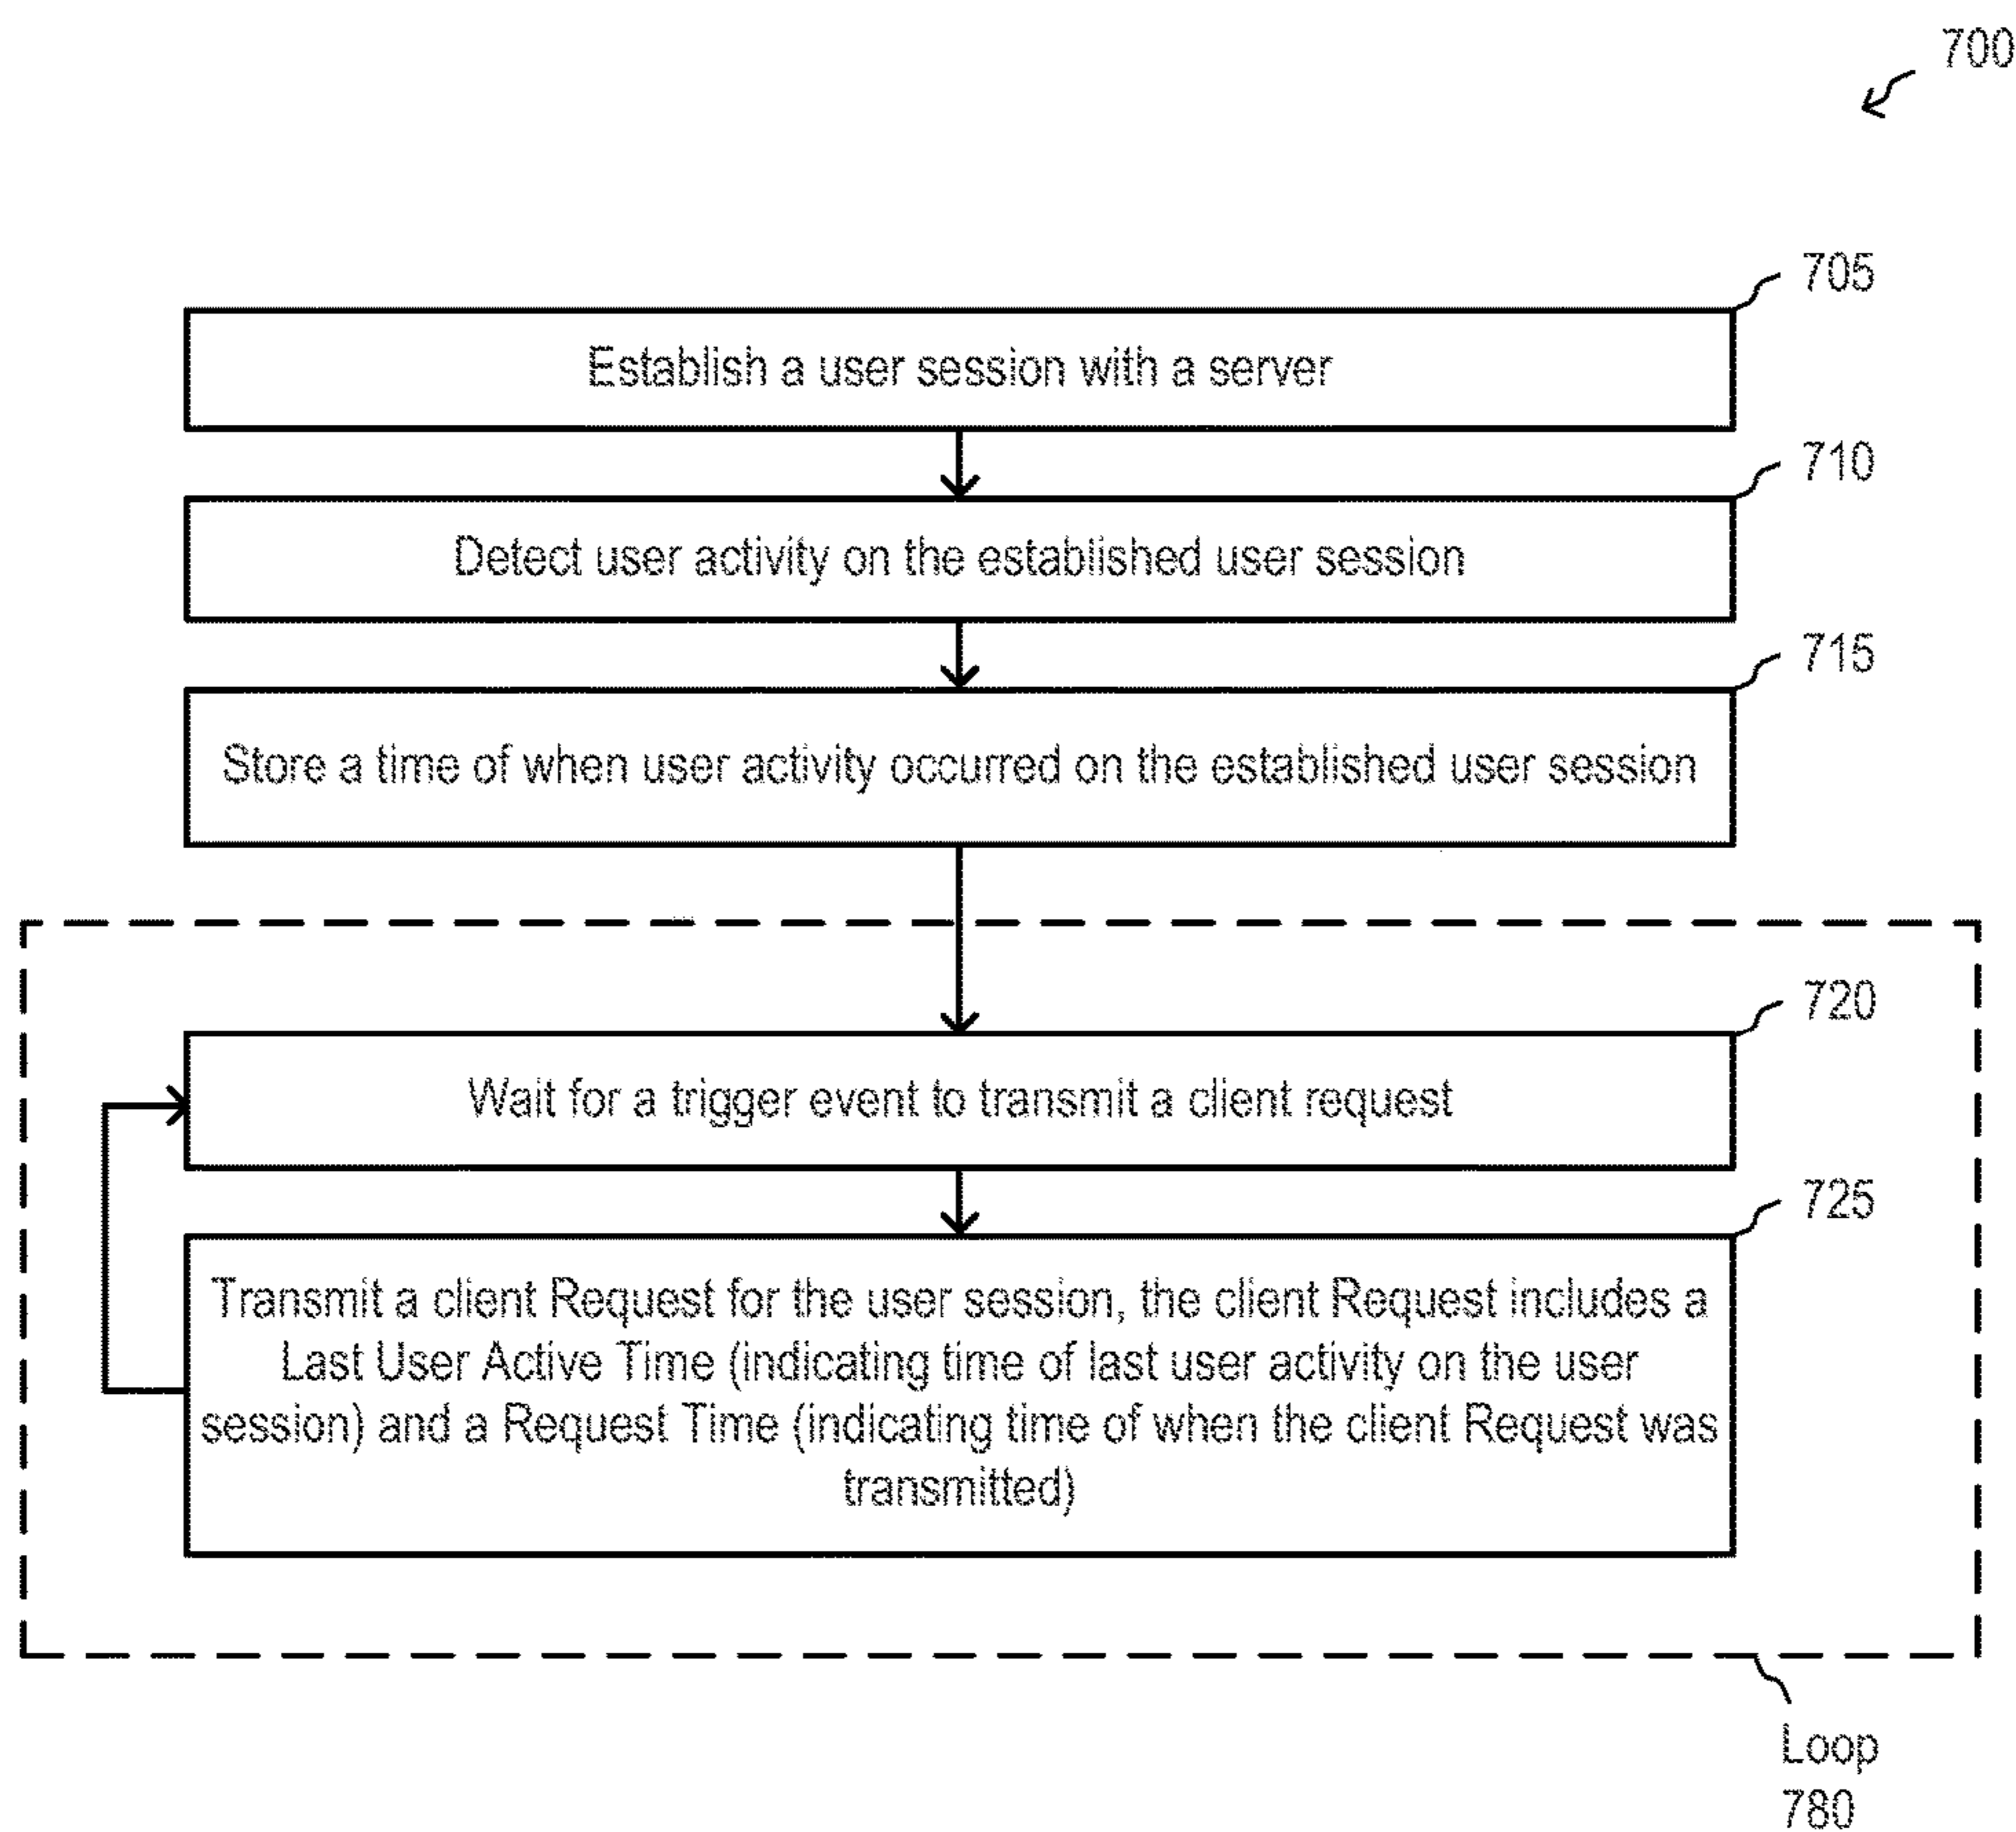 700
705
Establish a user session with a server
710
Detect user activity on the established user session
715
Store a time of when user activity occurred on the established user session
720
Wait for a trigger event to transmit a client request
725
Transmit a client Request for the user session, the client Request includes a
Last User Active Time (indicating time of last user activity on the user
session) and a Request Time (indicating time of when the client Request was
transmitted)
Loop
780